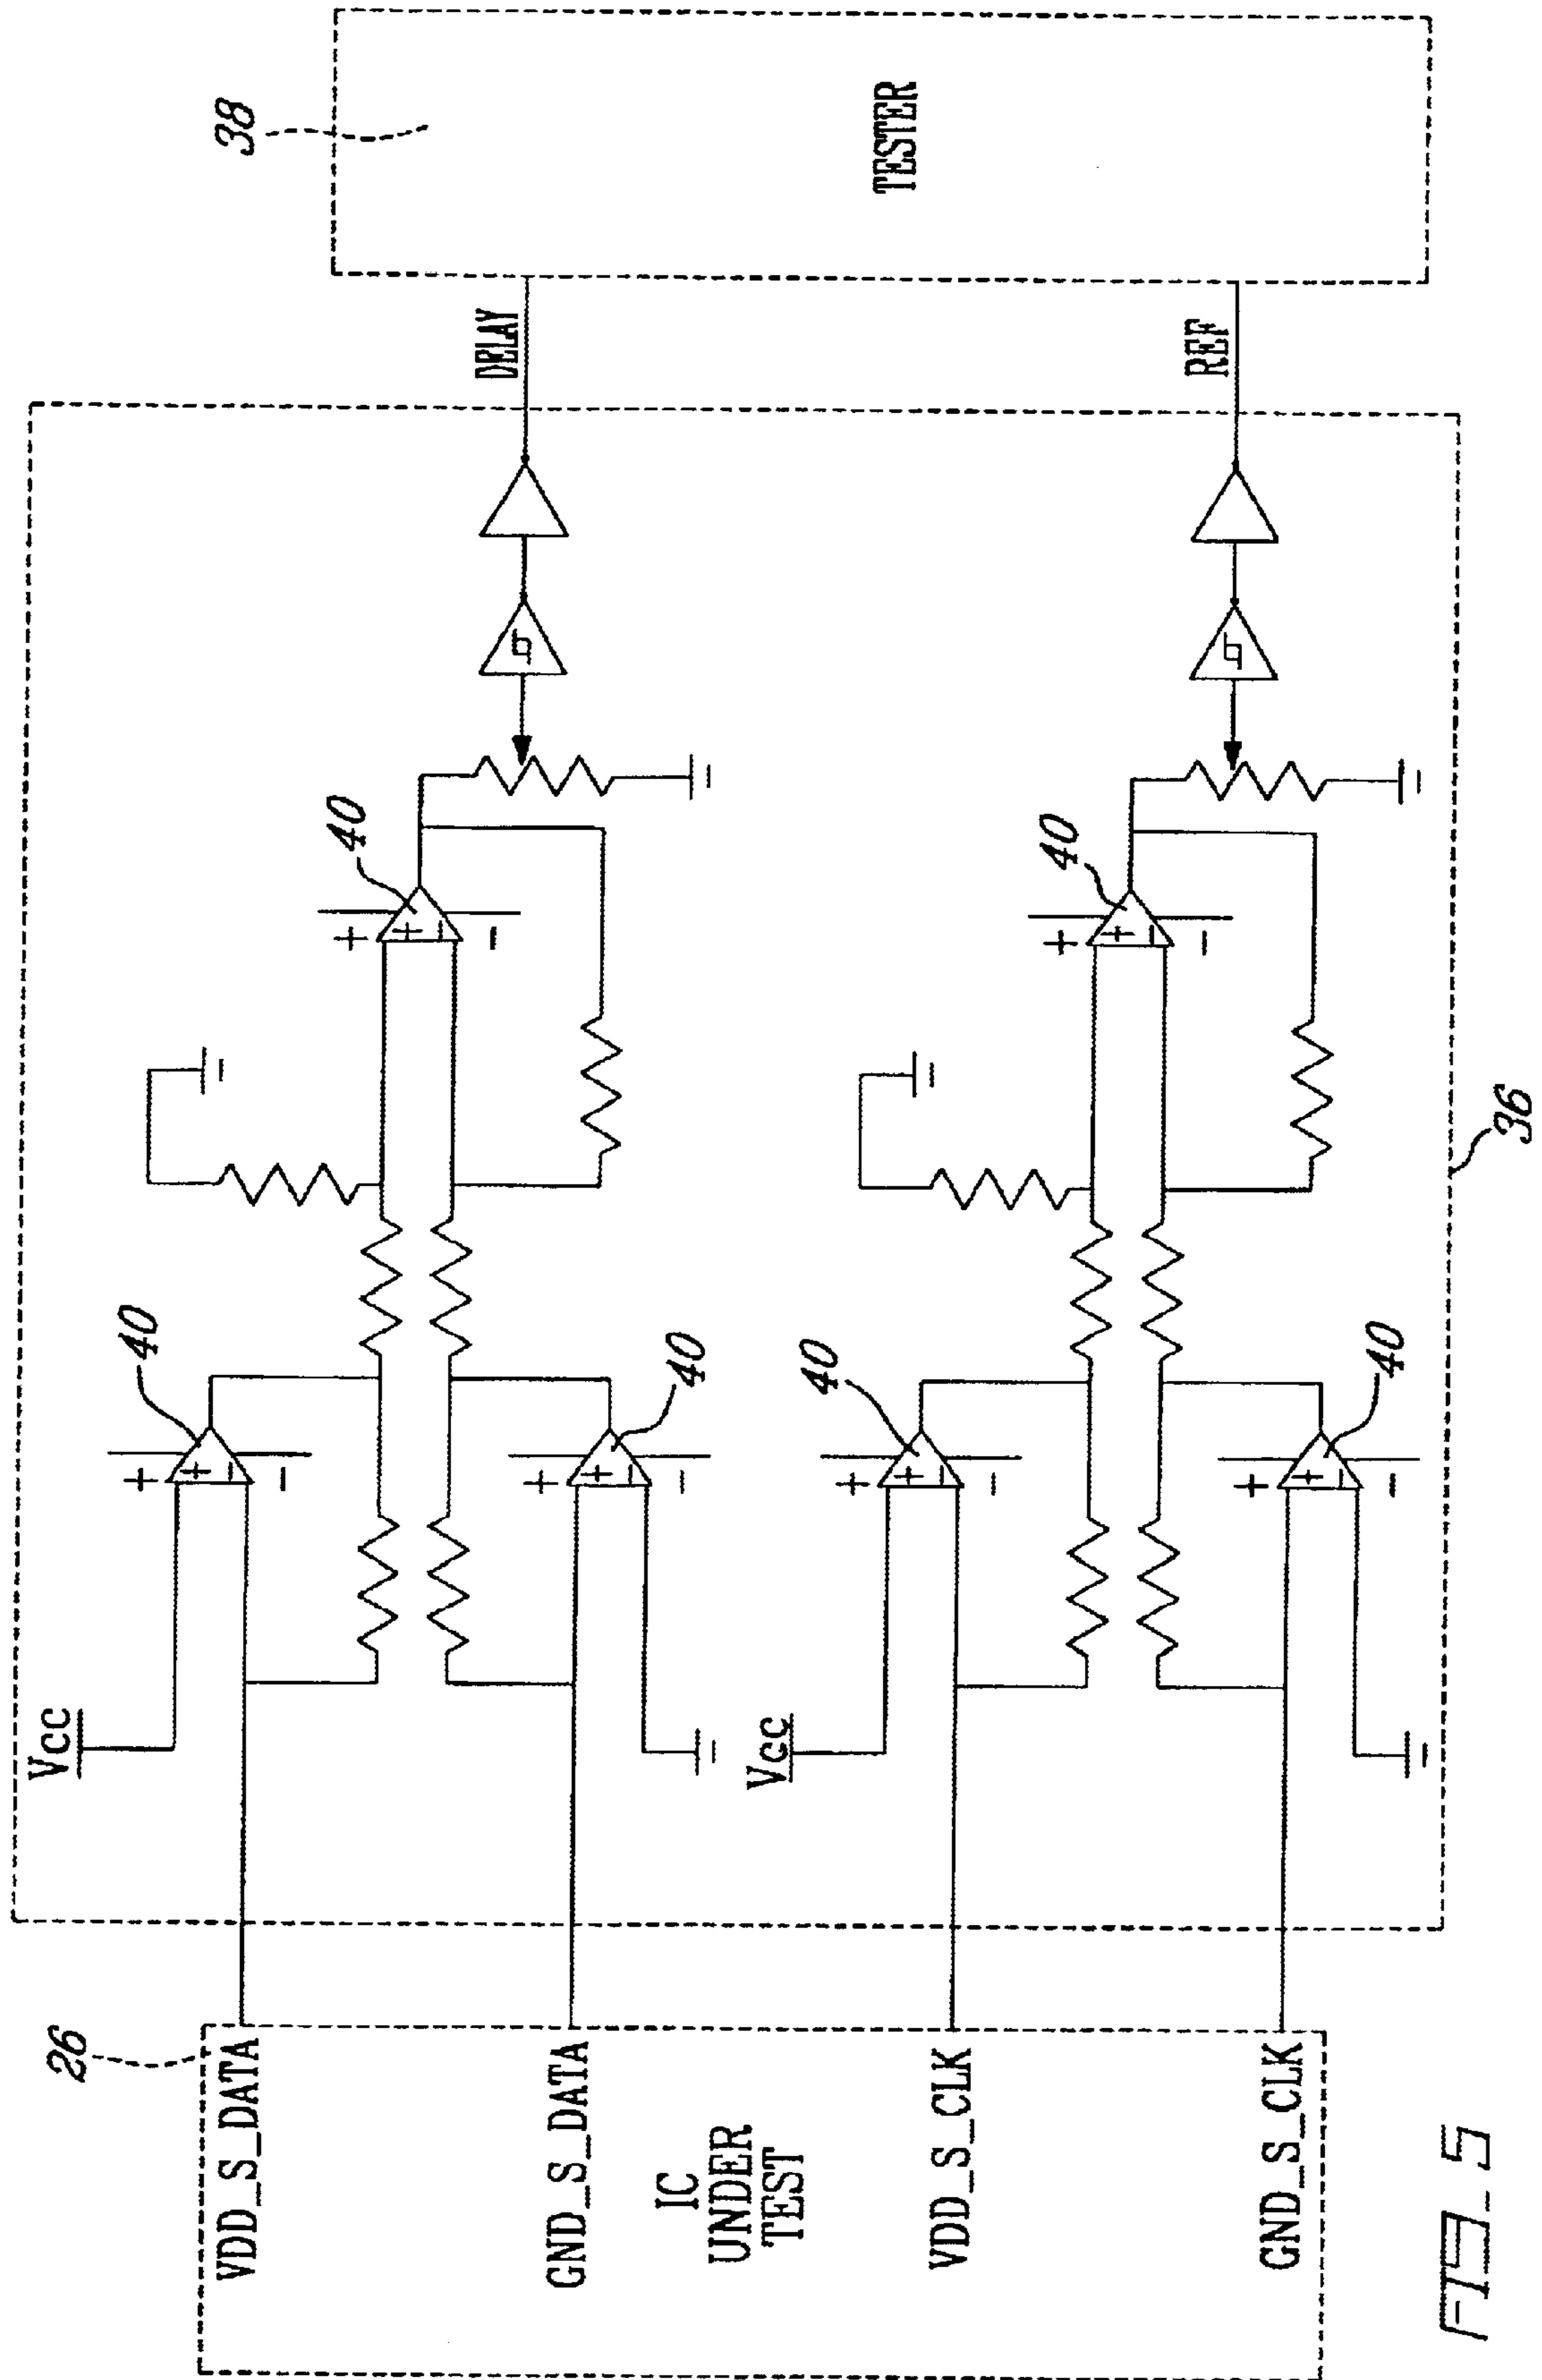 38
TESTER
DELAY
REF
40
40
40
40
40
40
Vcc
Vcc
36
26
VDD_S_DATA
GND_S_DATA
IC
UNDER
TEST
VDD_S_CLK
GND_S_CLK
FIG_5